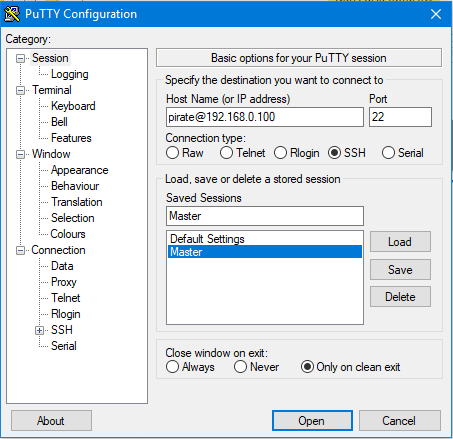 PuTTY Configuration
Category:
Session
Logging
Terminal
Keyboard
Bell
Features
Window
Appearance
Behaviour
Translation
Selection
Colours
Connection
Data
Proxy
Telnet
Rlogin
SSH
Serial
Basic options for your PuTTY session
Specify the destination you want to connect to
Host Name (or IP address) Port
pirate@192.168.0.100 22
Connection type:
Raw Telnet Rlogin SSH Serial
Load, save or delete a stored session
Saved Sessions
Master
Default Settings
Master
Load
Save
Delete
Close window on exit:
Always Never Only on clean exit
About Open Cancel